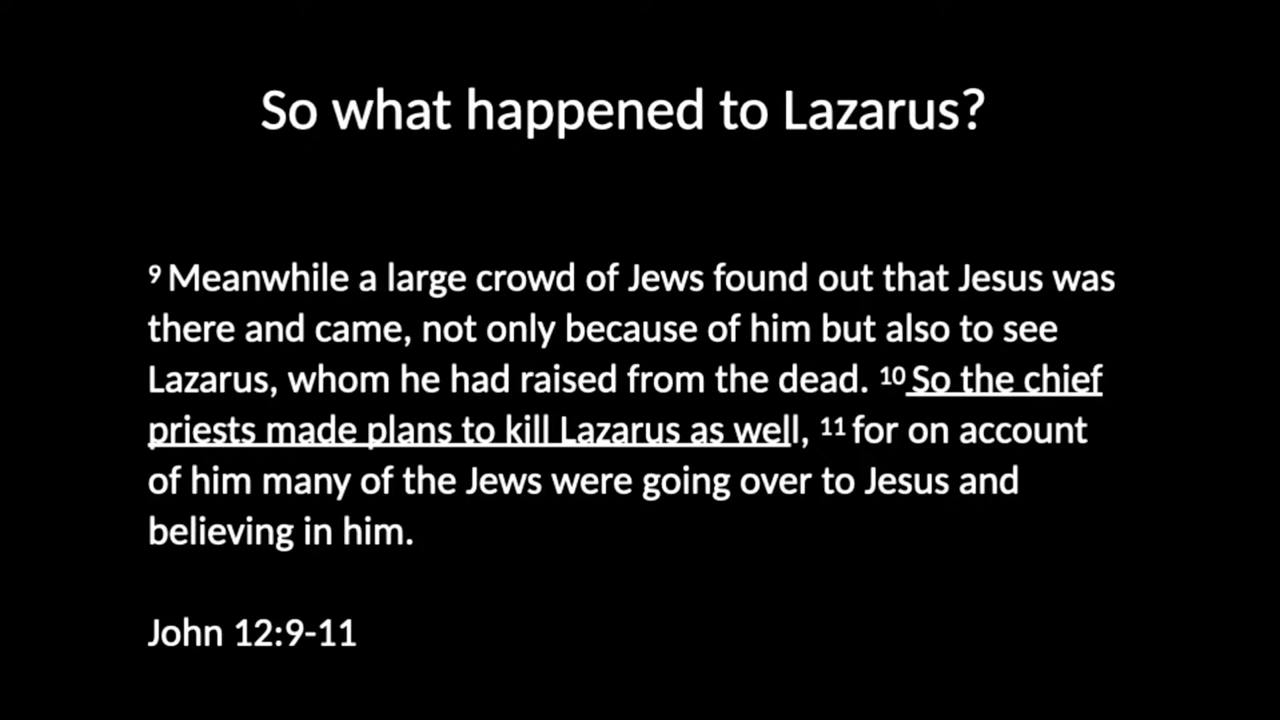 So what happened to Lazarus?
⁹ Meanwhile a large crowd of Jews found out that Jesus was
there and came, not only because of him but also to see
Lazarus, whom he had raised from the dead. ¹⁰ So the chief
priests made plans to kill Lazarus as well, ¹¹ for on account
of him many of the Jews were going over to Jesus and
believing in him.
John 12:9-11